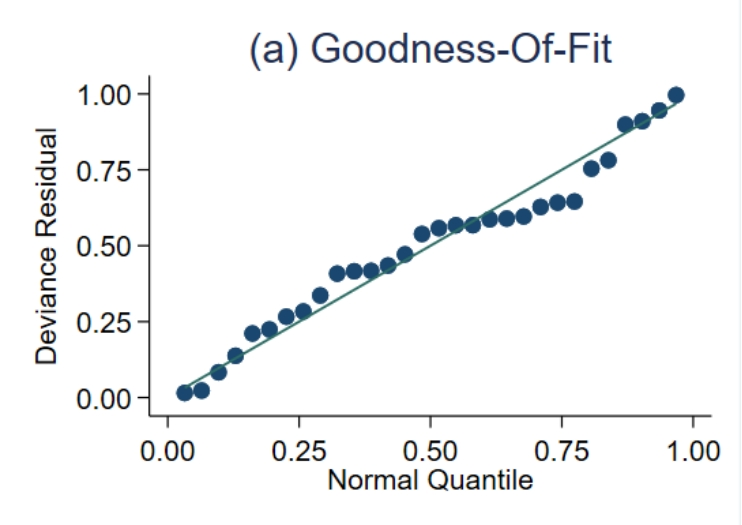 (a) Goodness-Of-Fit
Deviance Residual
1.00
0.75
0.50
0.25
0.00
0.00 0.25 0.50 0.75 1.00
Normal Quantile